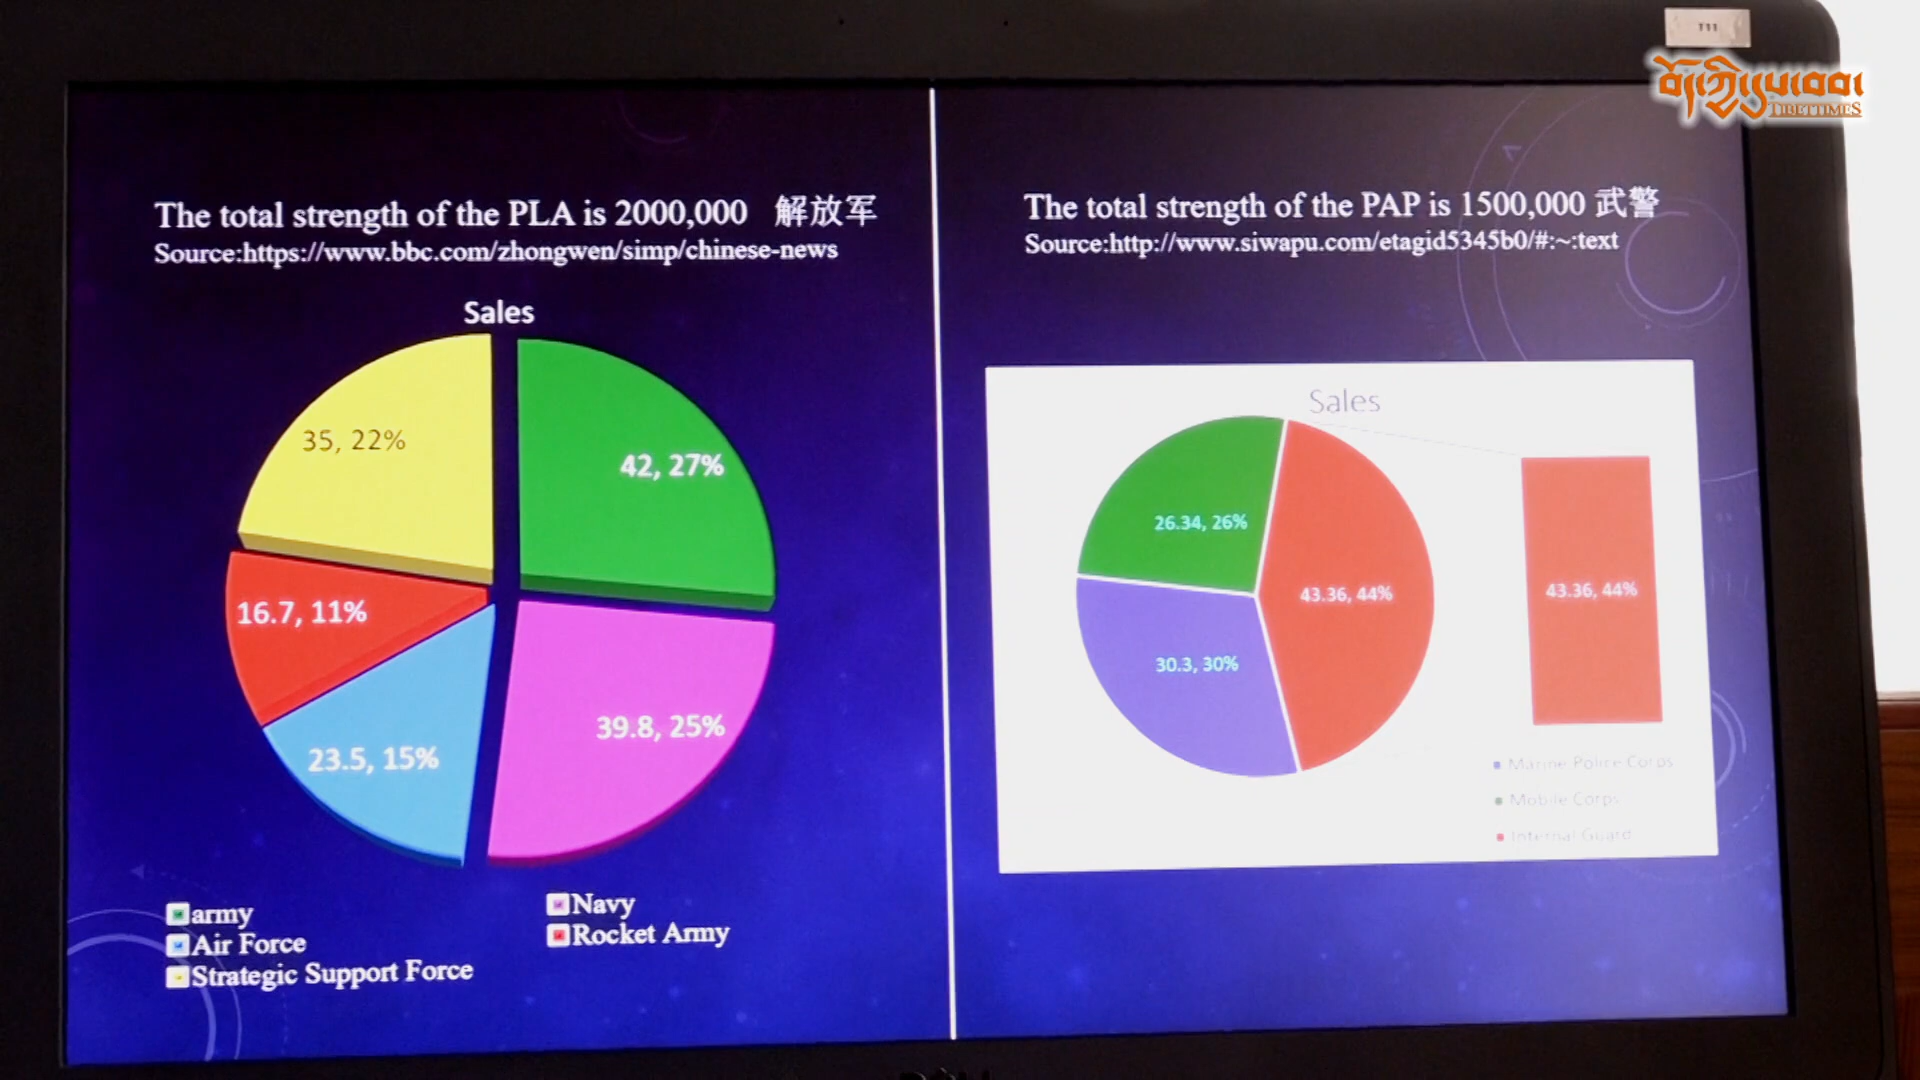 T11
བོད་ཀྱི་དུས་བབ།
TIBETTIMES
The total strength of the PLA is 2000,000 解放军
Source:https://www.bbc.com/zhongwen/simp/chinese-news
Sales
35, 22%
42, 27%
16.7, 11%
39.8, 25%
23.5, 15%
army
Navy
Air Force
Rocket Army
Strategic Support Force
The total strength of the PAP is 1500,000 武警
Source:http://www.siwapu.com/etagid5345b0/#:~:text
Sales
26.34, 26%
43.36, 44%
43.36, 44%
30.3, 30%
Marine Police Corps
Mobile Corps
Internal Guard